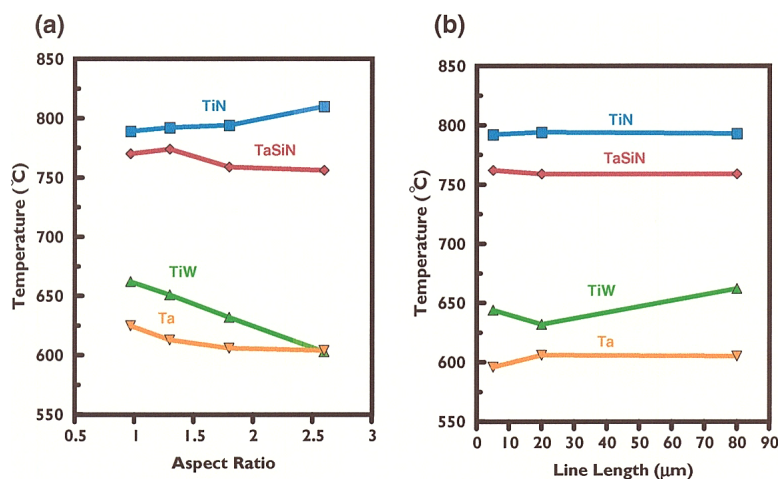 (a)
850
800
750
700
650
600
550
Temperature (°C)
TiN
TaSiN
TiW
Ta
0.5 1 1.5 2 2.5 3
Aspect Ratio
(b)
850
800
750
700
650
600
550
Temperature (°C)
TiN
TaSiN
TiW
Ta
0 10 20 30 40 50 60 70 80 90
Line Length (μm)